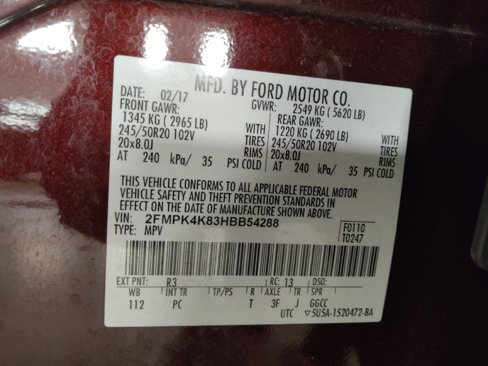 MFD. BY FORD MOTOR CO.
DATE: 02/17 GVWR: 2549 KG ( 5620 LB)
FRONT GAWR: REAR GAWR:
1345 KG ( 2965 LB) WITH 1220 KG ( 2690 LB) WITH
245/50R20 102V TIRES 245/50R20 102V TIRES
20x8.0J RIMS 20x8.0J RIMS
AT 240 kPa/ 35 PSI COLD AT 240 kPa/ 35 PSI COLD
THIS VEHICLE CONFORMS TO ALL APPLICABLE FEDERAL MOTOR
VEHICLE SAFETY AND THEFT PREVENTION STANDARDS IN
EFFECT ON THE DATE OF MANUFACTURE SHOWN ABOVE.
VIN: 2FMPK4K83HBB54288 F0110
TYPE: MPV T0247
EXT PNT: R3 RC: 13 DSO:
WB INT TR TP/PS R AXLE TR SPR
112 PC T 3F J GGCC
UTC ▽5U5A-1520472-BA